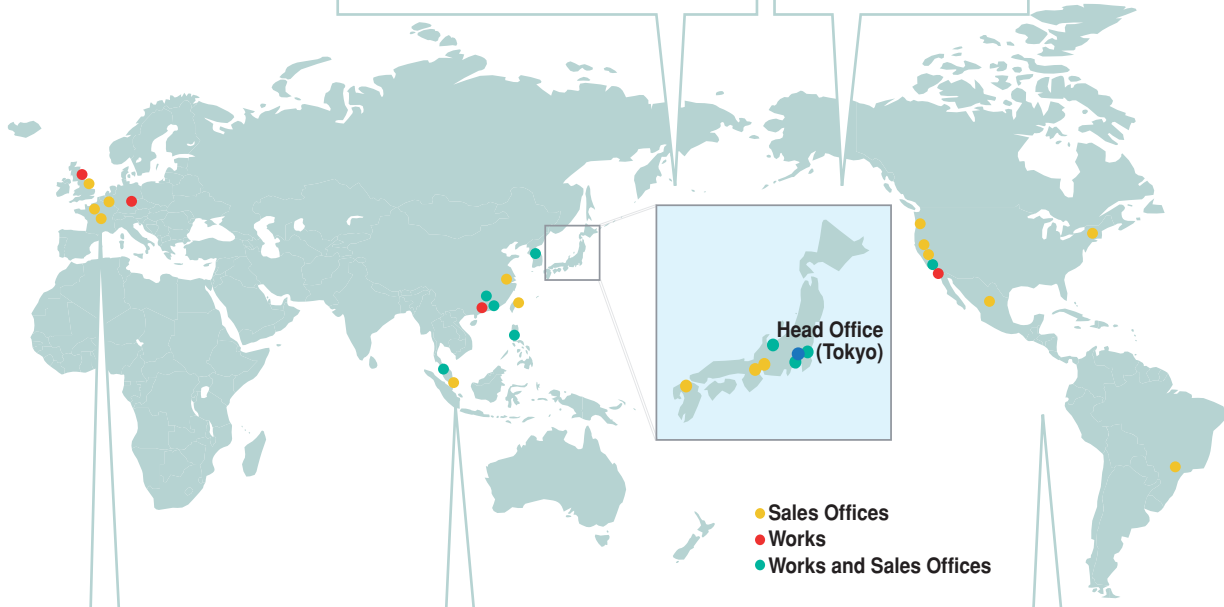 Head Office
(Tokyo)
Sales Offices
Works
Works and Sales Offices